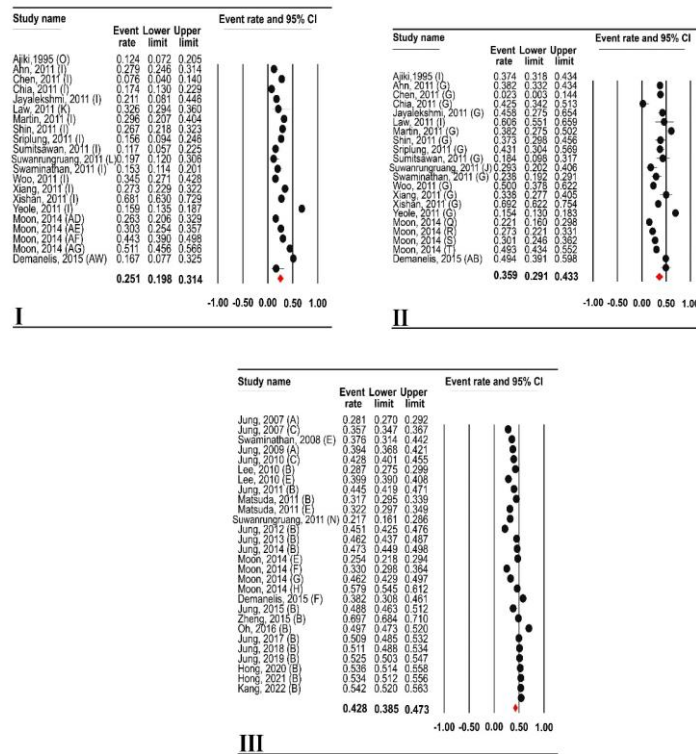 Study name Event rate and 95% CI
Event Lower Upper
rate limit limit
Ajiki,1995 (O) 0.124 0.072 0.205
Ahn, 2011 (I) 0.279 0.246 0.314
Chen, 2011 (I) 0.076 0.040 0.140
Chia, 2011 (I) 0.174 0.130 0.229
Jayalekshmi, 2011 (I) 0.211 0.081 0.446
Law, 2011 (K) 0.326 0.294 0.360
Martin, 2011 (I) 0.296 0.207 0.404
Shin, 2011 (I) 0.267 0.218 0.323
Sriplung, 2011 (I) 0.156 0.094 0.246
Sumitsawan, 2011 (I) 0.117 0.057 0.225
Suwanrungruang, 2011 (L) 0.197 0.120 0.306
Swaminathan, 2011 (I) 0.153 0.114 0.201
Woo, 2011 (I) 0.345 0.271 0.428
Xiang, 2011 (I) 0.273 0.229 0.322
Xishan, 2011 (I) 0.681 0.630 0.729
Yeole, 2011 (I) 0.159 0.135 0.187
Moon, 2014 (AD) 0.263 0.206 0.329
Moon, 2014 (AE) 0.303 0.254 0.357
Moon, 2014 (AF) 0.443 0.390 0.498
Moon, 2014 (AG) 0.511 0.456 0.566
Demanelis, 2015 (AW) 0.167 0.077 0.325
0.251 0.198 0.314
-1.00 -0.50 0.00 0.50 1.00
I
Study name Event rate and 95% CI
Event Lower Upper
rate limit limit
Ajiki,1995 (I) 0.374 0.318 0.434
Ahn, 2011 (G) 0.382 0.332 0.434
Chen, 2011 (G) 0.023 0.003 0.144
Chia, 2011 (G) 0.425 0.342 0.513
Jayalekshmi, 2011 (G) 0.458 0.275 0.654
Law, 2011 (I) 0.606 0.551 0.659
Martin, 2011 (G) 0.382 0.275 0.502
Shin, 2011 (G) 0.373 0.298 0.456
Sriplung, 2011 (G) 0.431 0.304 0.569
Sumitsawan, 2011 (G) 0.184 0.098 0.317
Suwanrungruang, 2011 (J) 0.293 0.202 0.406
Swaminathan, 2011 (G) 0.238 0.192 0.291
Woo, 2011 (G) 0.500 0.378 0.622
Xiang, 2011 (G) 0.338 0.277 0.405
Xishan, 2011 (G) 0.692 0.622 0.754
Yeole, 2011 (G) 0.154 0.130 0.183
Moon, 2014 (Q) 0.221 0.160 0.298
Moon, 2014 (R) 0.273 0.221 0.331
Moon, 2014 (S) 0.301 0.246 0.362
Moon, 2014 (T) 0.493 0.434 0.552
Demanelis, 2015 (AB) 0.494 0.391 0.598
0.359 0.291 0.433
-1.00 -0.50 0.00 0.50 1.00
II
Study name Event rate and 95% CI
Event Lower Upper
rate limit limit
Jung, 2007 (A) 0.281 0.270 0.292
Jung, 2007 (C) 0.357 0.347 0.367
Swaminathan, 2008 (E) 0.376 0.314 0.442
Jung, 2009 (A) 0.394 0.368 0.421
Jung, 2010 (C) 0.428 0.401 0.455
Lee, 2010 (B) 0.287 0.275 0.299
Lee, 2010 (E) 0.399 0.390 0.408
Jung, 2011 (B) 0.445 0.419 0.471
Matsuda, 2011 (B) 0.317 0.295 0.339
Matsuda, 2011 (E) 0.322 0.297 0.349
Suwanrungruang, 2011 (N) 0.217 0.161 0.286
Jung, 2012 (B) 0.451 0.425 0.476
Jung, 2013 (B) 0.462 0.437 0.487
Jung, 2014 (B) 0.473 0.449 0.498
Moon, 2014 (E) 0.254 0.218 0.294
Moon, 2014 (F) 0.330 0.298 0.364
Moon, 2014 (G) 0.462 0.429 0.497
Moon, 2014 (H) 0.579 0.545 0.612
Demanelis, 2015 (F) 0.382 0.308 0.461
Jung, 2015 (B) 0.488 0.463 0.512
Zheng, 2015 (B) 0.697 0.684 0.710
Oh, 2016 (B) 0.497 0.473 0.520
Jung, 2017 (B) 0.509 0.485 0.532
Jung, 2018 (B) 0.511 0.488 0.534
Jung, 2019 (B) 0.525 0.503 0.547
Hong, 2020 (B) 0.536 0.514 0.558
Hong, 2021 (B) 0.534 0.512 0.556
Kang, 2022 (B) 0.542 0.520 0.563
0.428 0.385 0.473
-1.00 -0.50 0.00 0.50 1.00
III